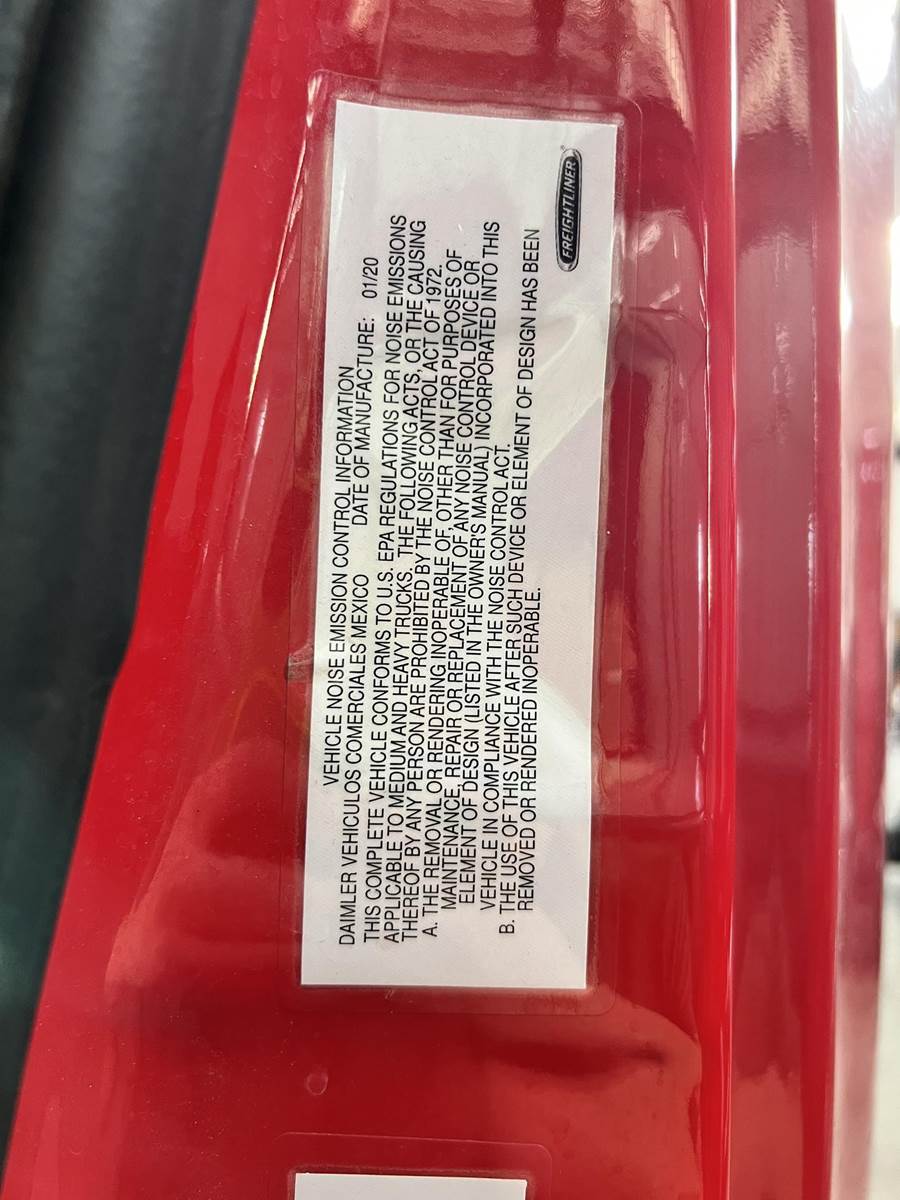 VEHICLE NOISE EMISSION CONTROL INFORMATION
DAIMLER VEHICULOS COMERCIALES MEXICO DATE OF MANUFACTURE: 01/20
THIS COMPLETE VEHICLE CONFORMS TO U.S. EPA REGULATIONS FOR NOISE EMISSIONS
APPLICABLE TO MEDIUM AND HEAVY TRUCKS. THE FOLLOWING ACTS, OR THE CAUSING
THEREOF BY ANY PERSON ARE PROHIBITED BY THE NOISE CONTROL ACT OF 1972.
A. THE REMOVAL OR RENDERING INOPERABLE OF, OTHER THAN FOR PURPOSES OF
MAINTENANCE, REPAIR OR REPLACEMENT OF ANY NOISE CONTROL DEVICE OR
ELEMENT OF DESIGN (LISTED IN THE OWNER'S MANUAL) INCORPORATED INTO THIS
VEHICLE IN COMPLIANCE WITH THE NOISE CONTROL ACT.
B. THE USE OF THIS VEHICLE AFTER SUCH DEVICE OR ELEMENT OF DESIGN HAS BEEN
REMOVED OR RENDERED INOPERABLE.
FREIGHTLINER